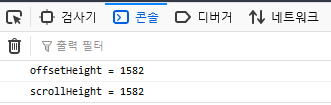 검사기 콘솔 디버거 네트워크
출력 필터
offsetHeight = 1582
scrollHeight = 1582